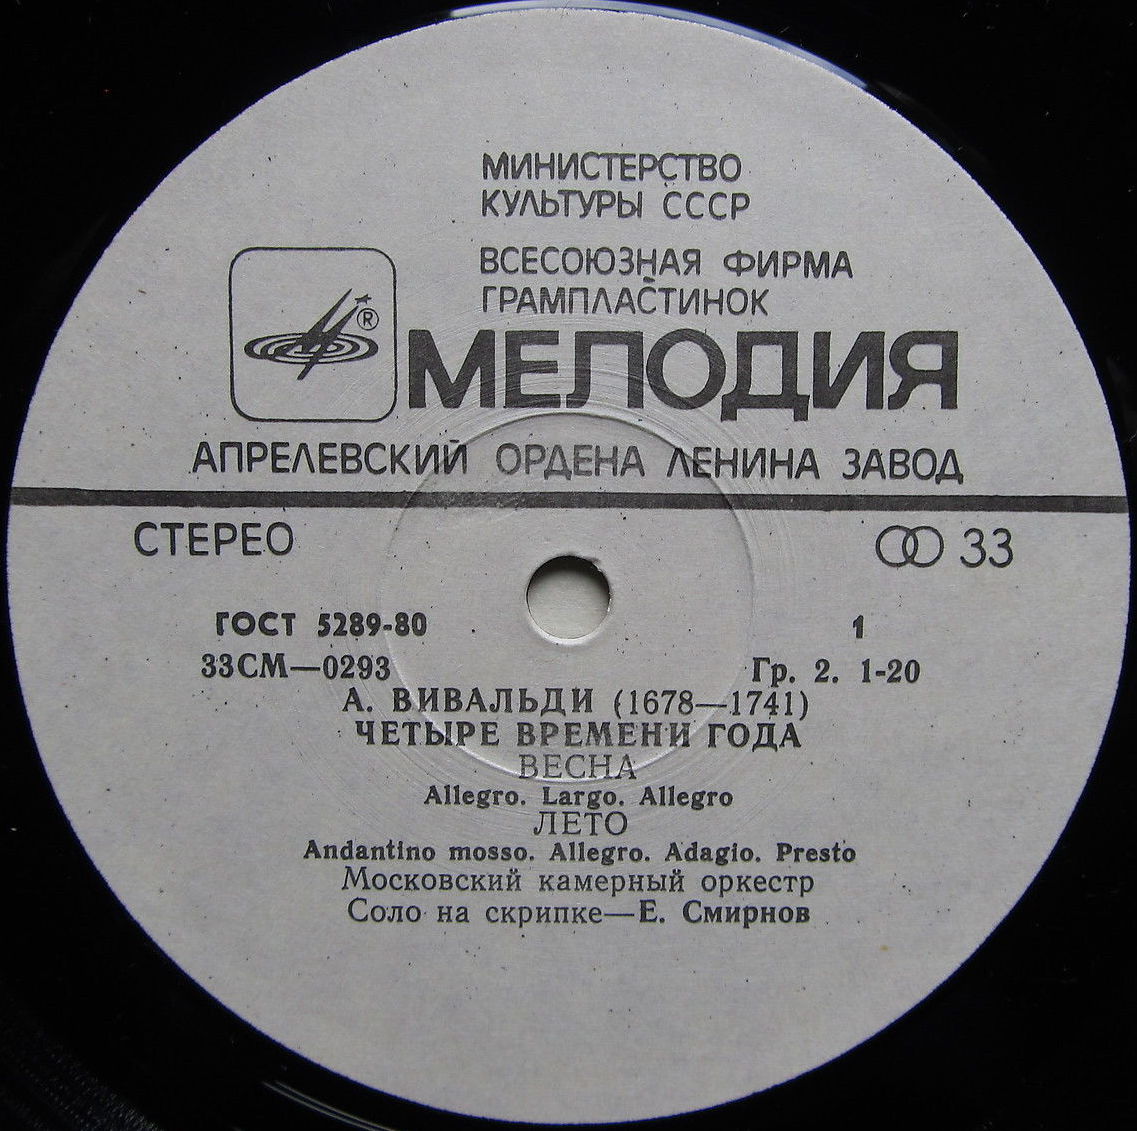 МИНИСТЕРСТВО
КУЛЬТУРЫ СССР
ВСЕСОЮЗНАЯ ФИРМА
ГРАМПЛАСТИНОК
®
МЕЛОДИЯ
АПРЕЛЕВСКИЙ ОРДЕНА ЛЕНИНА ЗАВОД
СТЕРЕО
33
ГОСТ 5289-80
1
33СМ—0293
Гр. 2. 1-20
А. ВИВАЛЬДИ (1678—1741)
ЧЕТЫРЕ ВРЕМЕНИ ГОДА
ВЕСНА
Allegro. Largo. Allegro
ЛЕТО
Andantino mosso. Allegro. Adagio. Presto
Московский камерный оркестр
Соло на скрипке—Е. Смирнов